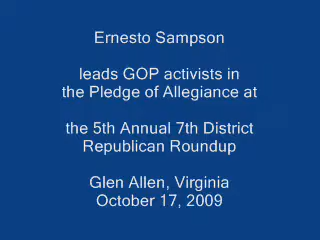 Ernesto Sampson
leads GOP activists in
the Pledge of Allegiance at
the 5th Annual 7th District
Republican Roundup
Glen Allen, Virginia
October 17, 2009